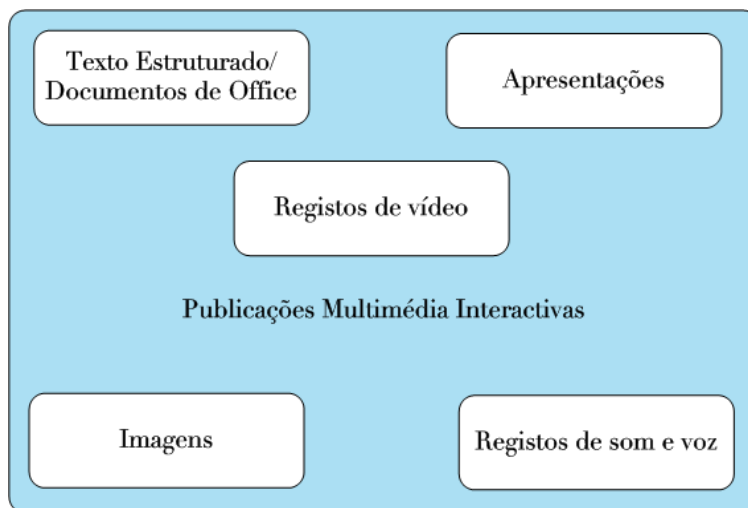 Texto Estruturado/
Documentos de Office
Apresentações
Registos de vídeo
Publicações Multimédia Interactivas
Imagens
Registos de som e voz